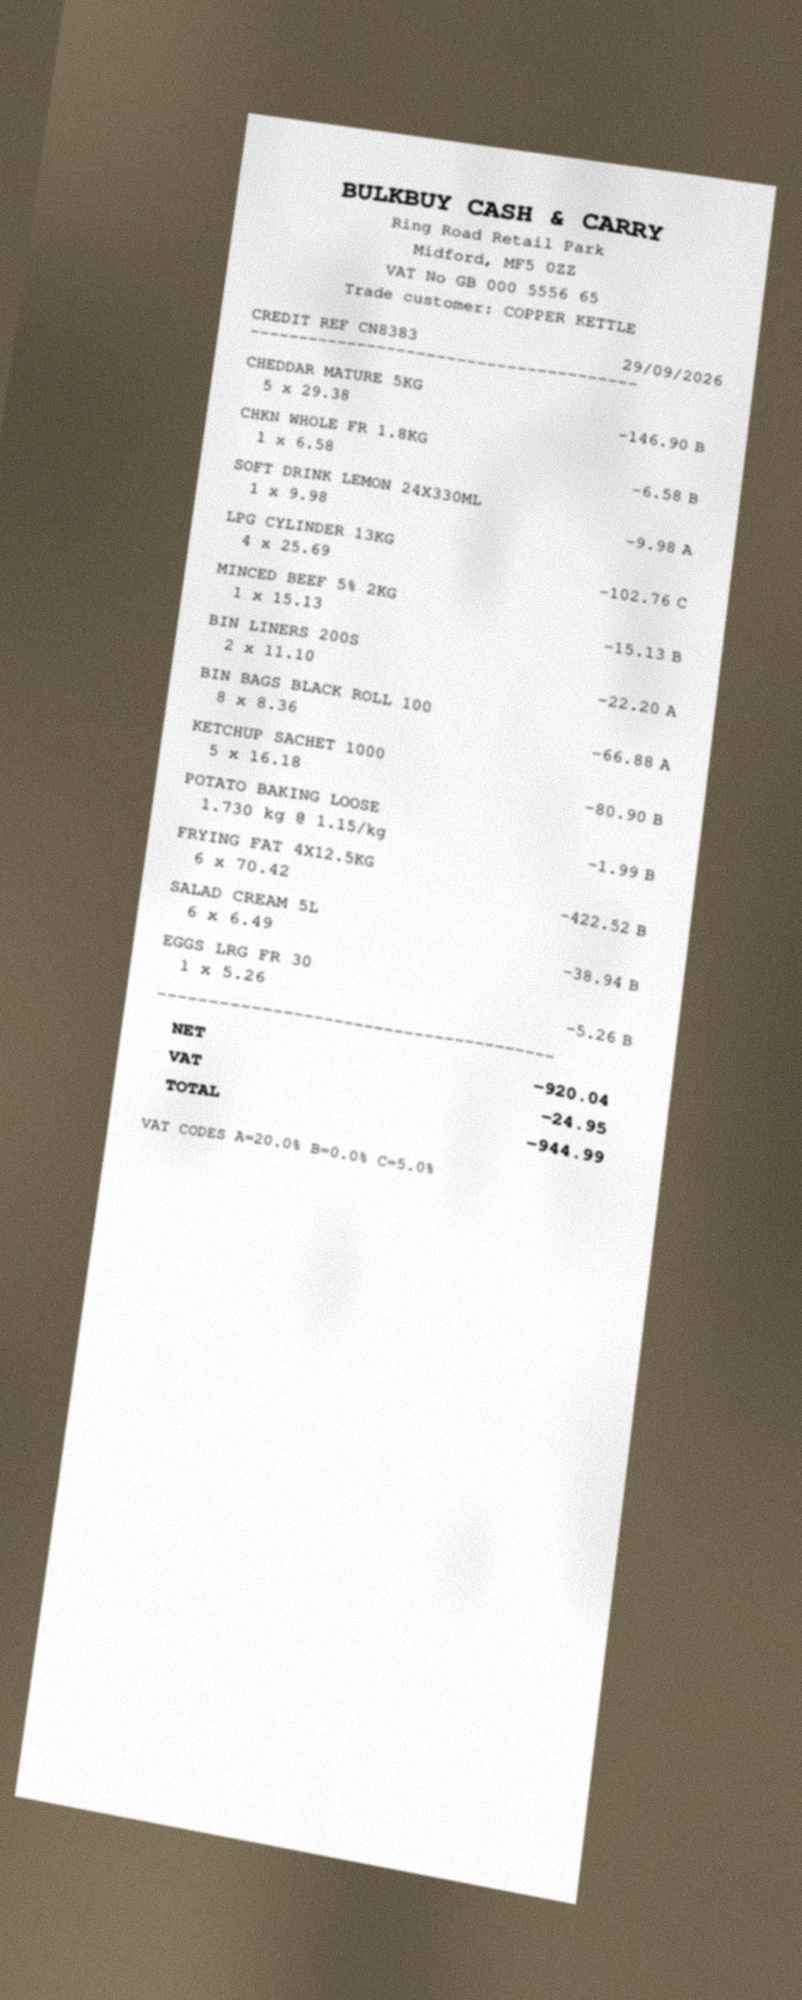 BULKBUY CASH & CARRY
Ring Road Retail Park
Midford, MF5 0ZZ
VAT No GB 000 5556 65
Trade customer: COPPER KETTLE
CREDIT REF CN8383 29/09/2026
----------------------------------------
CHEDDAR MATURE 5KG
5 x 29.38 -146.90 B
CHKN WHOLE FR 1.8KG
1 x 6.58 -6.58 B
SOFT DRINK LEMON 24X330ML
1 x 9.98 -9.98 A
LPG CYLINDER 13KG
4 x 25.69 -102.76 C
MINCED BEEF 5% 2KG
1 x 15.13 -15.13 B
BIN LINERS 200S
2 x 11.10 -22.20 A
BIN BAGS BLACK ROLL 100
8 x 8.36 -66.88 A
KETCHUP SACHET 1000
5 x 16.18 -80.90 B
POTATO BAKING LOOSE
1.730 kg @ 1.15/kg -1.99 B
FRYING FAT 4X12.5KG
6 x 70.42 -422.52 B
SALAD CREAM 5L
6 x 6.49 -38.94 B
EGGS LRG FR 30
1 x 5.26 -5.26 B
----------------------------------------
NET -920.04
VAT -24.95
TOTAL -944.99
VAT CODES A=20.0% B=0.0% C=5.0%